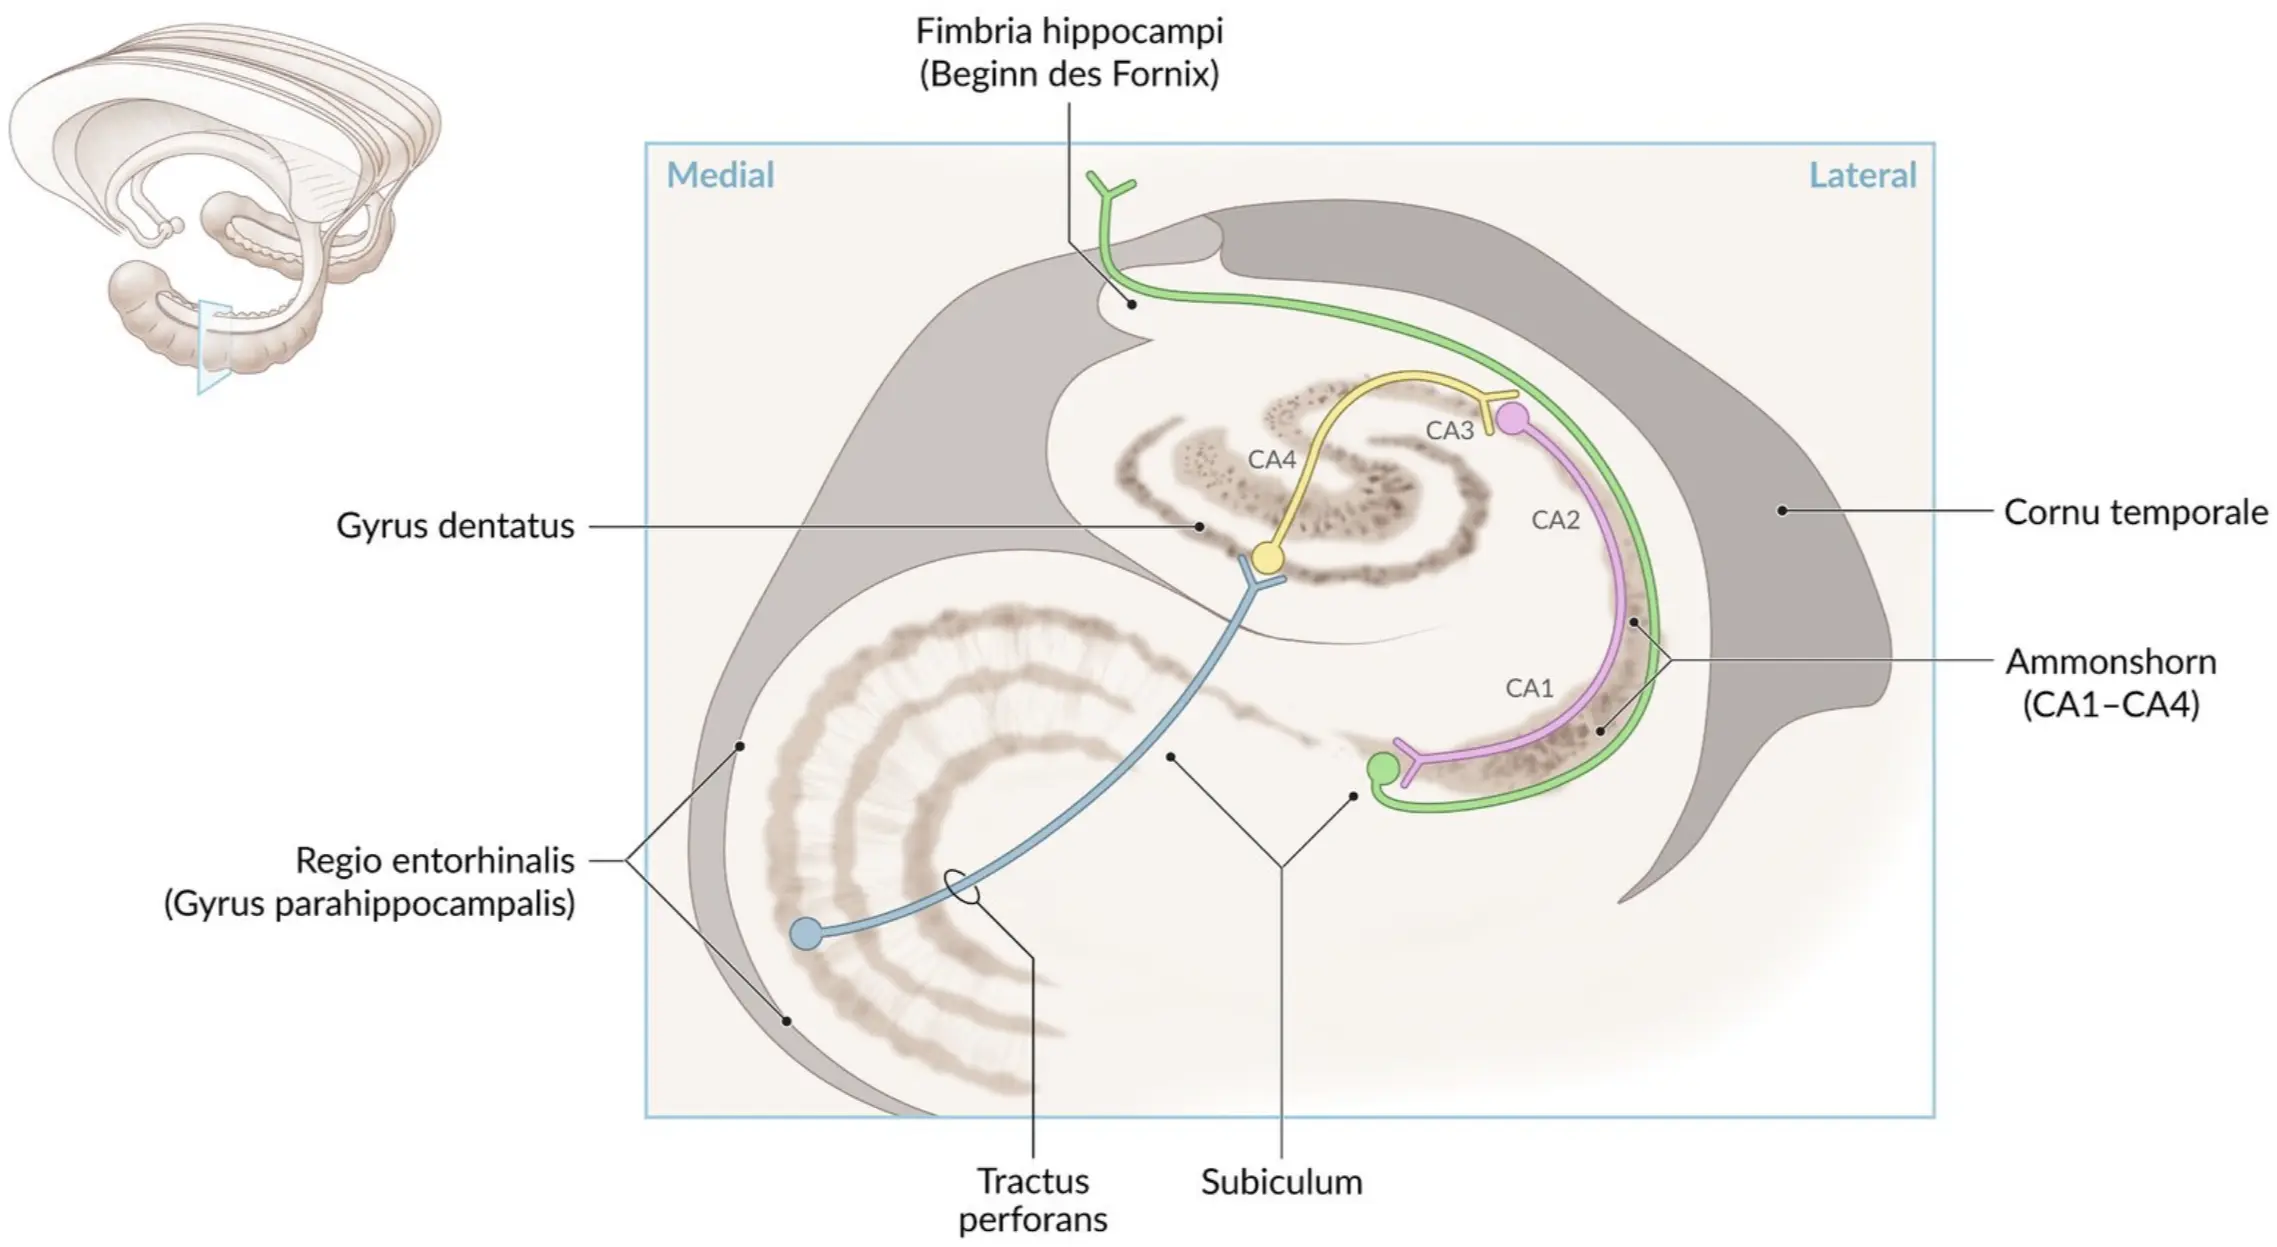 Fimbria hippocampi
(Beginn des Fornix)
Medial
Lateral
CA3
CA4
CA2
CA1
Gyrus dentatus
Cornu temporale
Ammonshorn
(CA1–CA4)
Regio entorhinalis
(Gyrus parahippocampalis)
Tractus
perforans
Subiculum